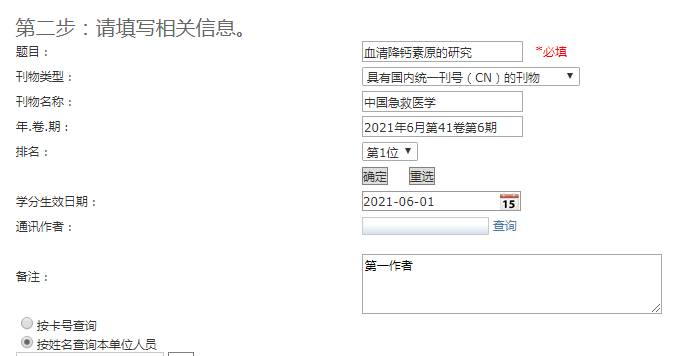 第二步：请填写相关信息。
题目： 血清降钙素原的研究 *必填
刊物类型： 具有国内统一刊号（CN）的刊物
刊物名称： 中国急救医学
年.卷.期： 2021年6月第41卷第6期
排名： 第1位
确定 重选
学分生效日期： 2021-06-01 15
通讯作者： 查询
备注： 第一作者
按卡号查询
按姓名查询本单位人员